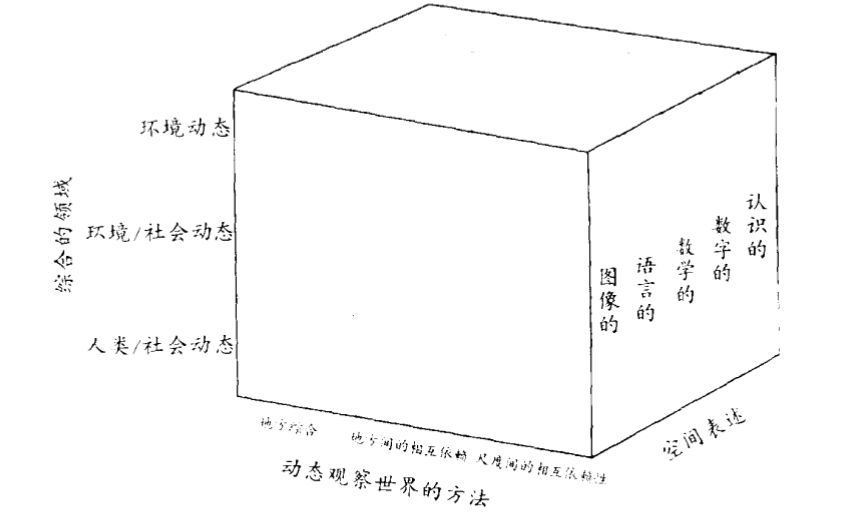 综合的领域
环境动态
环境/社会动态
人类/社会动态
图像的
语言的
数学的
数字的
认识的
地方综合
地方间的相互依赖
尺度间的相互依赖性
动态观察世界的方法
空间表述